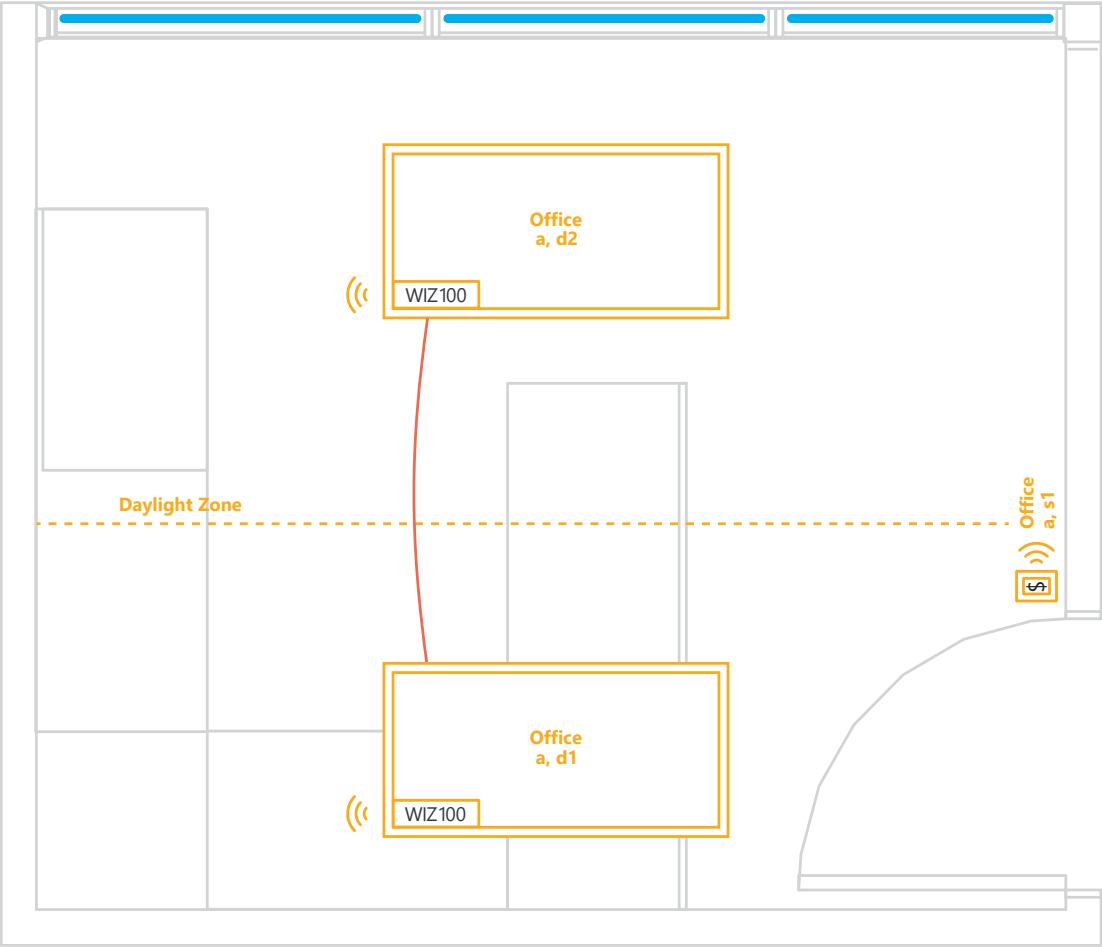 Office
a, d2
WIZ100
Daylight Zone
Office
a, s1
$
Office
a, d1
WIZ100